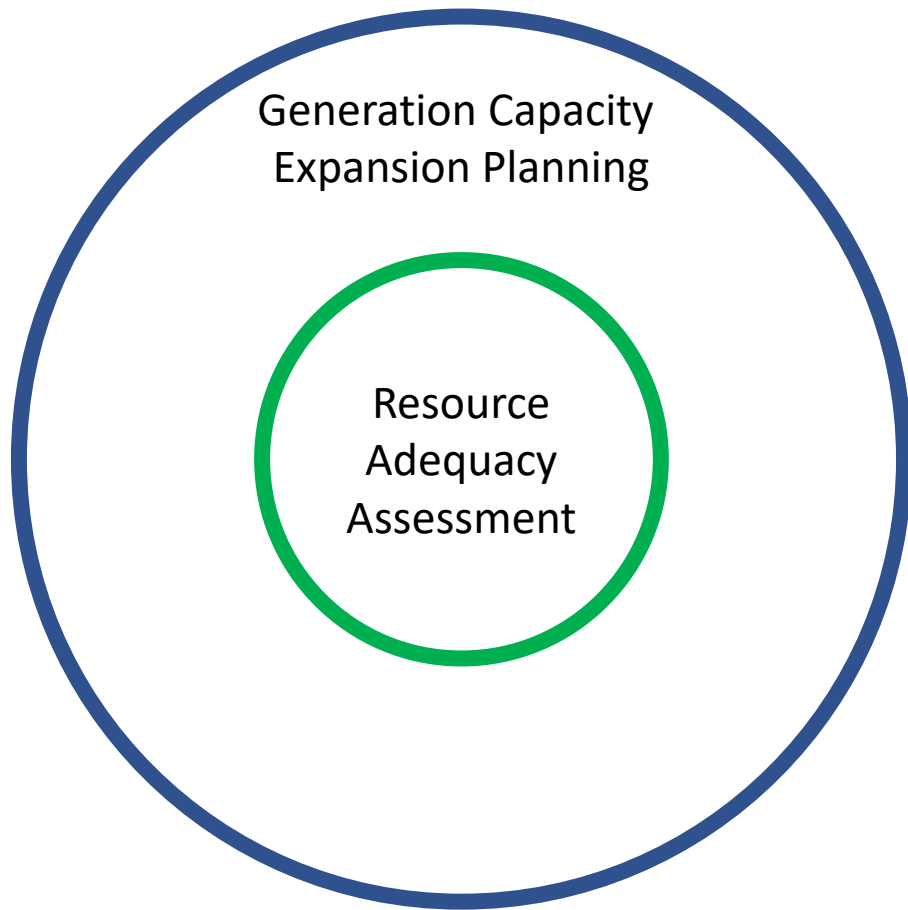 Generation Capacity
Expansion Planning
Resource
Adequacy
Assessment